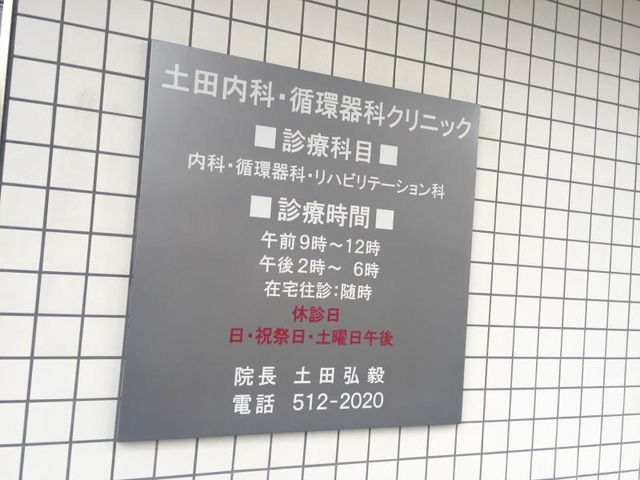 土田内科・循環器科クリニック
■診療科目■
内科・循環器科・リハビリテーション科
■診療時間■
午前9時～12時
午後2時～ 6時
在宅往診：随時
休診日
日・祝祭日・土曜日午後
院長 土田弘毅
電話 512-2020